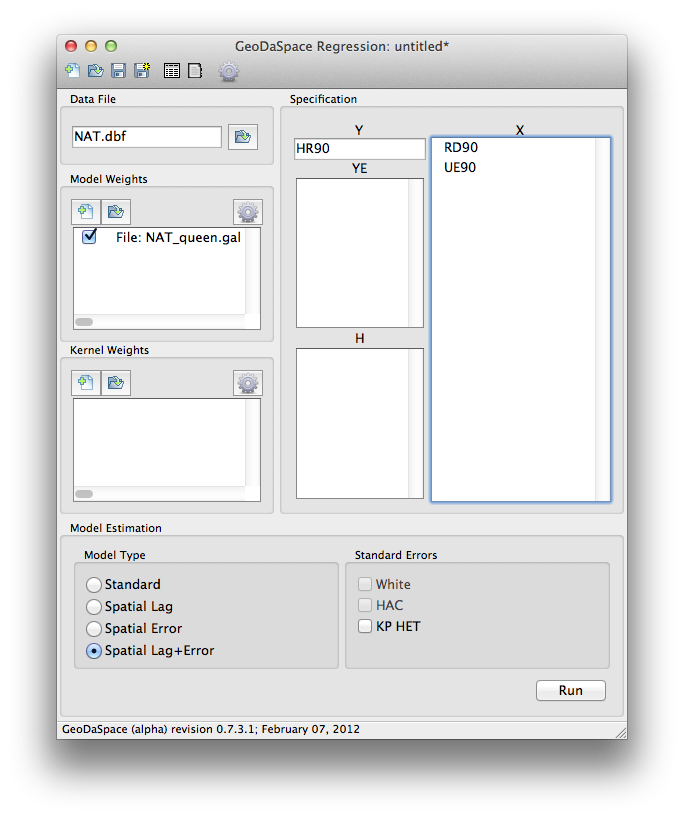 GeoDaSpace Regression: untitled*
Data File
NAT.dbf
Model Weights
File: NAT_queen.gal
Kernel Weights
Specification
Y
HR90
YE
H
X
RD90
UE90
Model Estimation
Model Type
Standard
Spatial Lag
Spatial Error
Spatial Lag+Error
Standard Errors
White
HAC
KP HET
Run
GeoDaSpace (alpha) revision 0.7.3.1; February 07, 2012